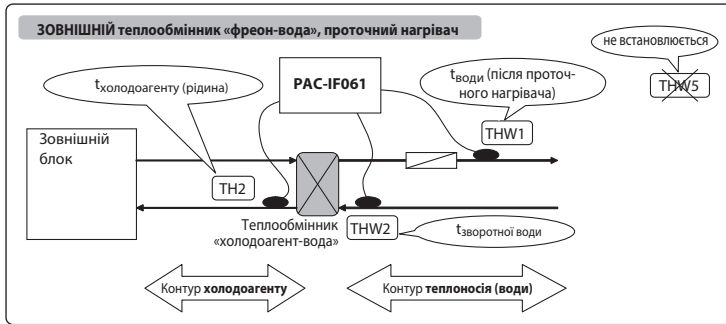 ЗОВНІШНІЙ теплообмінник «фреон-вода», проточний нагрівач
не встановлюється
THW5
tхолодоагенту (рідина)
PAC-IF061
tводи (після проточ-
ного нагрівача)
THW1
Зовнішній
блок
TH2
Теплообмінник
«холодоагент-вода»
THW2
tзворотної води
Контур холодоагенту
Контур теплоносія (води)